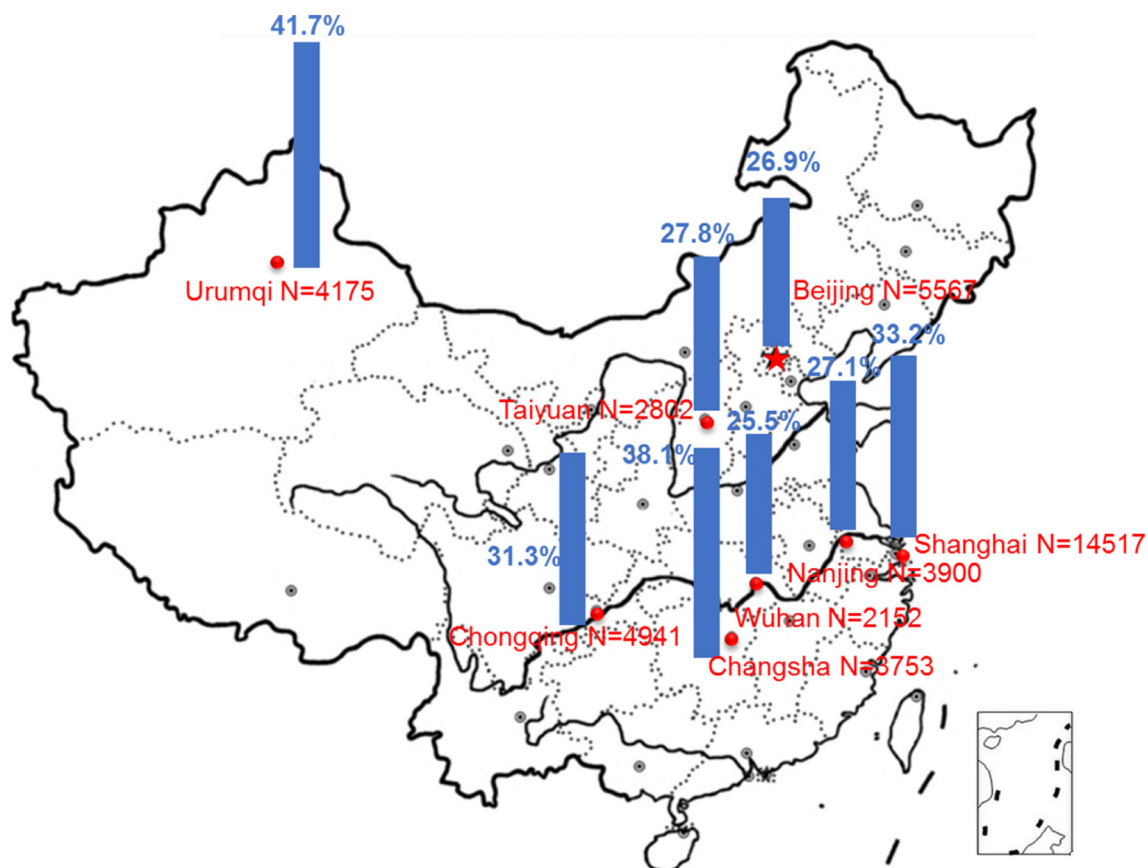 41.7%
26.9%
27.8%
Urumqi N=4175
Beijing N=5567
33.2%
27.1%
Taiyuan N=2802
25.5%
38.1%
31.3%
Shanghai N=14517
Nanjing N=3900
Wuhan N=2152
Chongqing N=4941
Changsha N=3753